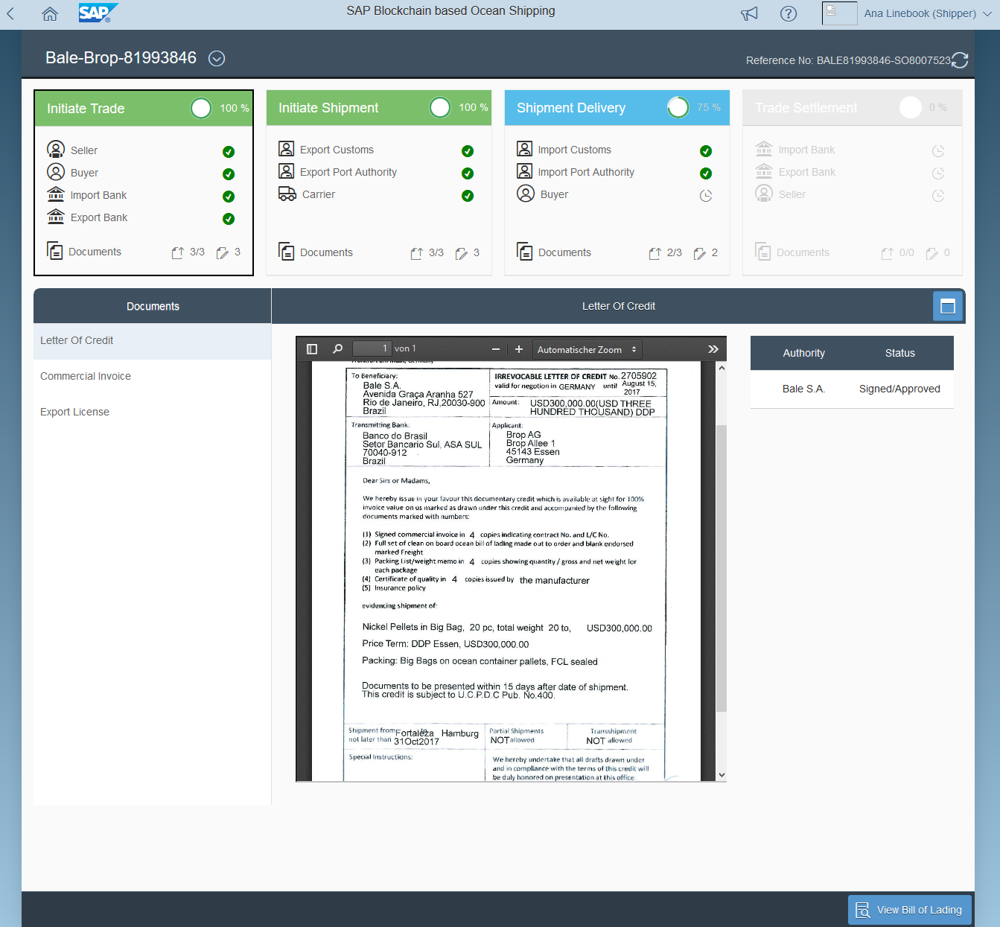 SAP
SAP Blockchain based Ocean Shipping
Ana Linebook (Shipper)
Bale-Brop-81993846
Reference No: BALE81993846-SO8007523
Initiate Trade
100 %
Seller
Buyer
Import Bank
Export Bank
Documents
3/3
3
Initiate Shipment
100 %
Export Customs
Export Port Authority
Carrier
Documents
3/3
3
Shipment Delivery
75 %
Import Customs
Import Port Authority
Buyer
Documents
2/3
2
Trade Settlement
0 %
Import Bank
Export Bank
Seller
Documents
0/0
0
Documents
Letter Of Credit
Commercial Invoice
Export License
Letter Of Credit
1 von 1
Automatischer Zoom
To Beneficiary:
Bale S.A.
Avenida Graça Aranha 527
Rio de Janeiro, RJ,20030-900
Brazil
IRREVOCABLE LETTER OF CREDIT No. 2705902
valid for negotion in GERMANY until August 15,
2017
Amount: USD300,000.00(USD THREE
HUNDRED THOUSAND) DDP
Transmitting Bank:
Banco do Brasil
Setor Bancario Sul, ASA SUL
70040-912
Brazil
Applicant:
Brop AG
Brop Allee 1
45143 Essen
Germany
Dear Sirs or Madams,
We hereby issue in your favour this documentary credit which is available at sight for 100%
invoice value on us marked as drawn under this credit and accompanied by the following
documents marked with numbers:
(1) Signed commercial invoice in 4 copies indicating contract No. and L/C No.
(2) Full set of clean on board ocean bill of lading made out to order and blank endorsed
marked Freight
(3) Packing List/weight memo in 4 copies showing quantity / gross and net weight for
each package
(4) Certificate of quality in 4 copies issued by the manufacturer
(5) Insurance policy
evidencing shipment of:
Nickel Pellets in Big Bag, 20 pc, total weight 20 to, USD300,000.00
Price Term: DDP Essen, USD300,000.00
Packing: Big Bags on ocean container pallets, FCL sealed
Documents to be presented within 15 days after date of shipment.
This credit is subject to U.C.P.D.C Pub. No.400.
Shipment from Fortaleza to Hamburg
not later than 31Oct2017
Partial Shipments
NOT allowed
Transshipment
NOT allowed
Special Instructions:
We hereby undertake that all drafts drawn under
and in compliance with the terms of this credit will
be duly honored on presentation at this office.
Authority
Status
Bale S.A.
Signed/Approved
View Bill of Lading